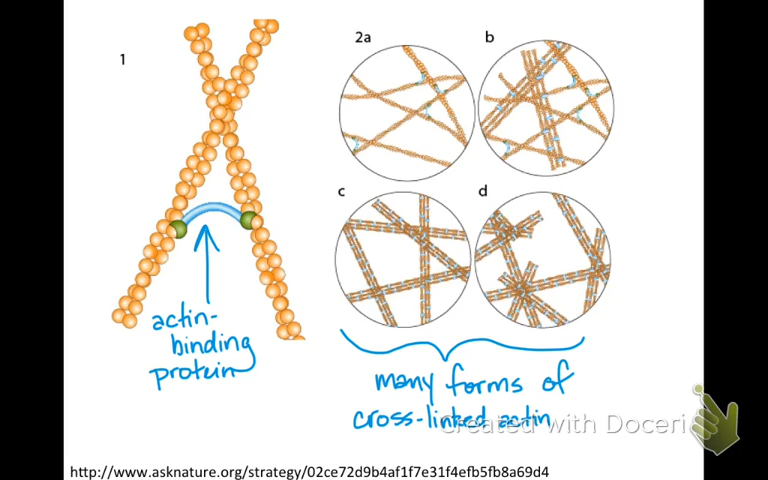 1
2a
b
c
d
actin-
binding
protein
many forms of
cross-linked actin
Created with Doceri
http://www.asknature.org/strategy/02ce72d9b4af1f7e31f4efb5fb8a69d4